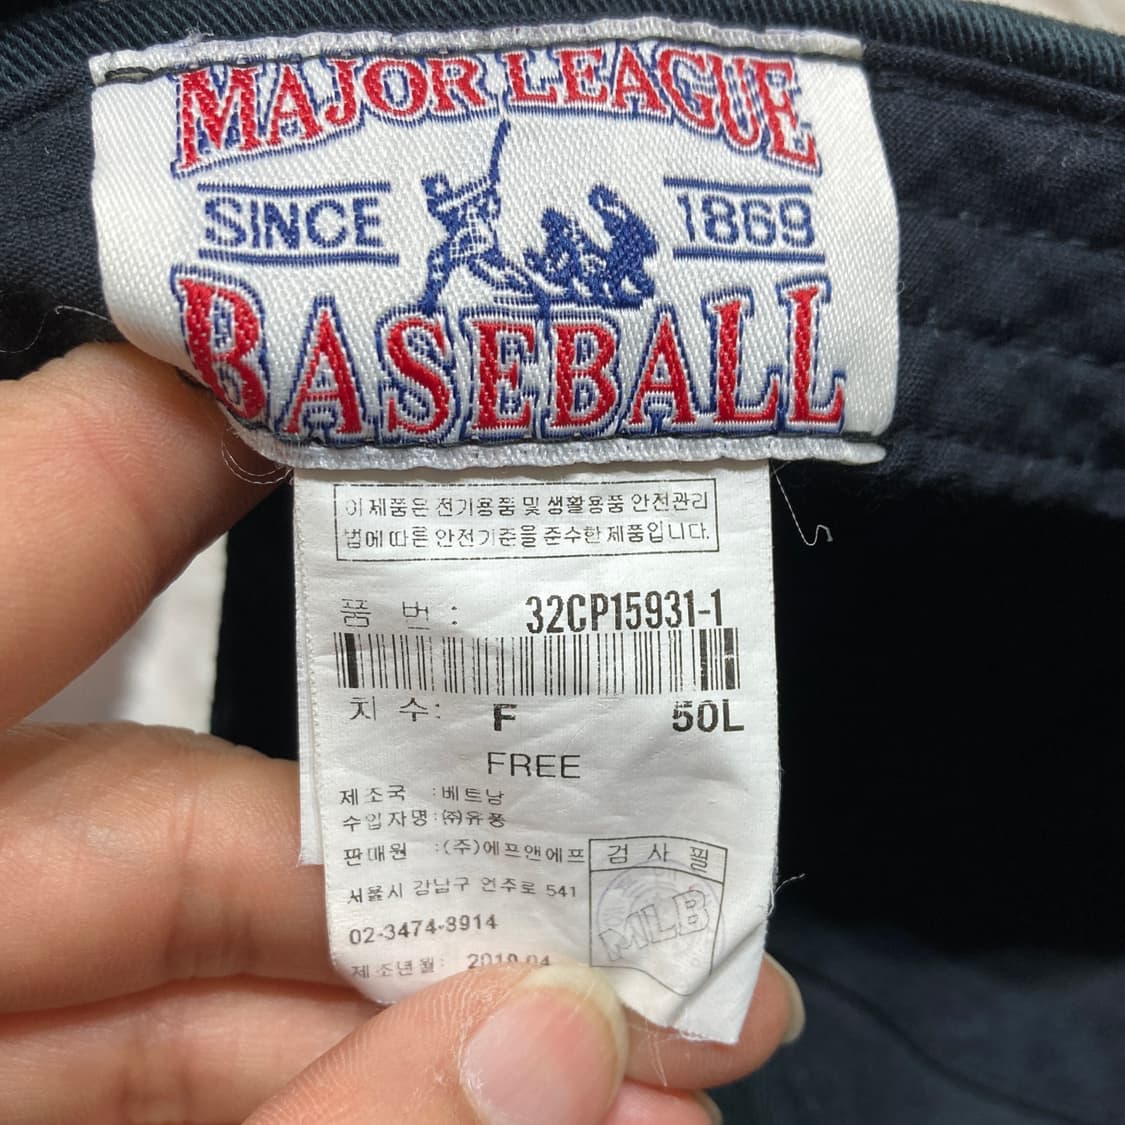 MAJOR LEAGUE
SINCE 1869
BASEBALL
이 제품은 전기용품 및 생활용품 안전관리
법에 따른 안전기준을 준수한 제품입니다.
품 번 : 32CP15931-1
치 수: F 50L
FREE
제조국 :베트남
수입자명:㈜유풍
판매원 :(주)에프앤에프
서울시 강남구 언주로 541
02-3474-3914
제조년월:
검 사 필
MLB